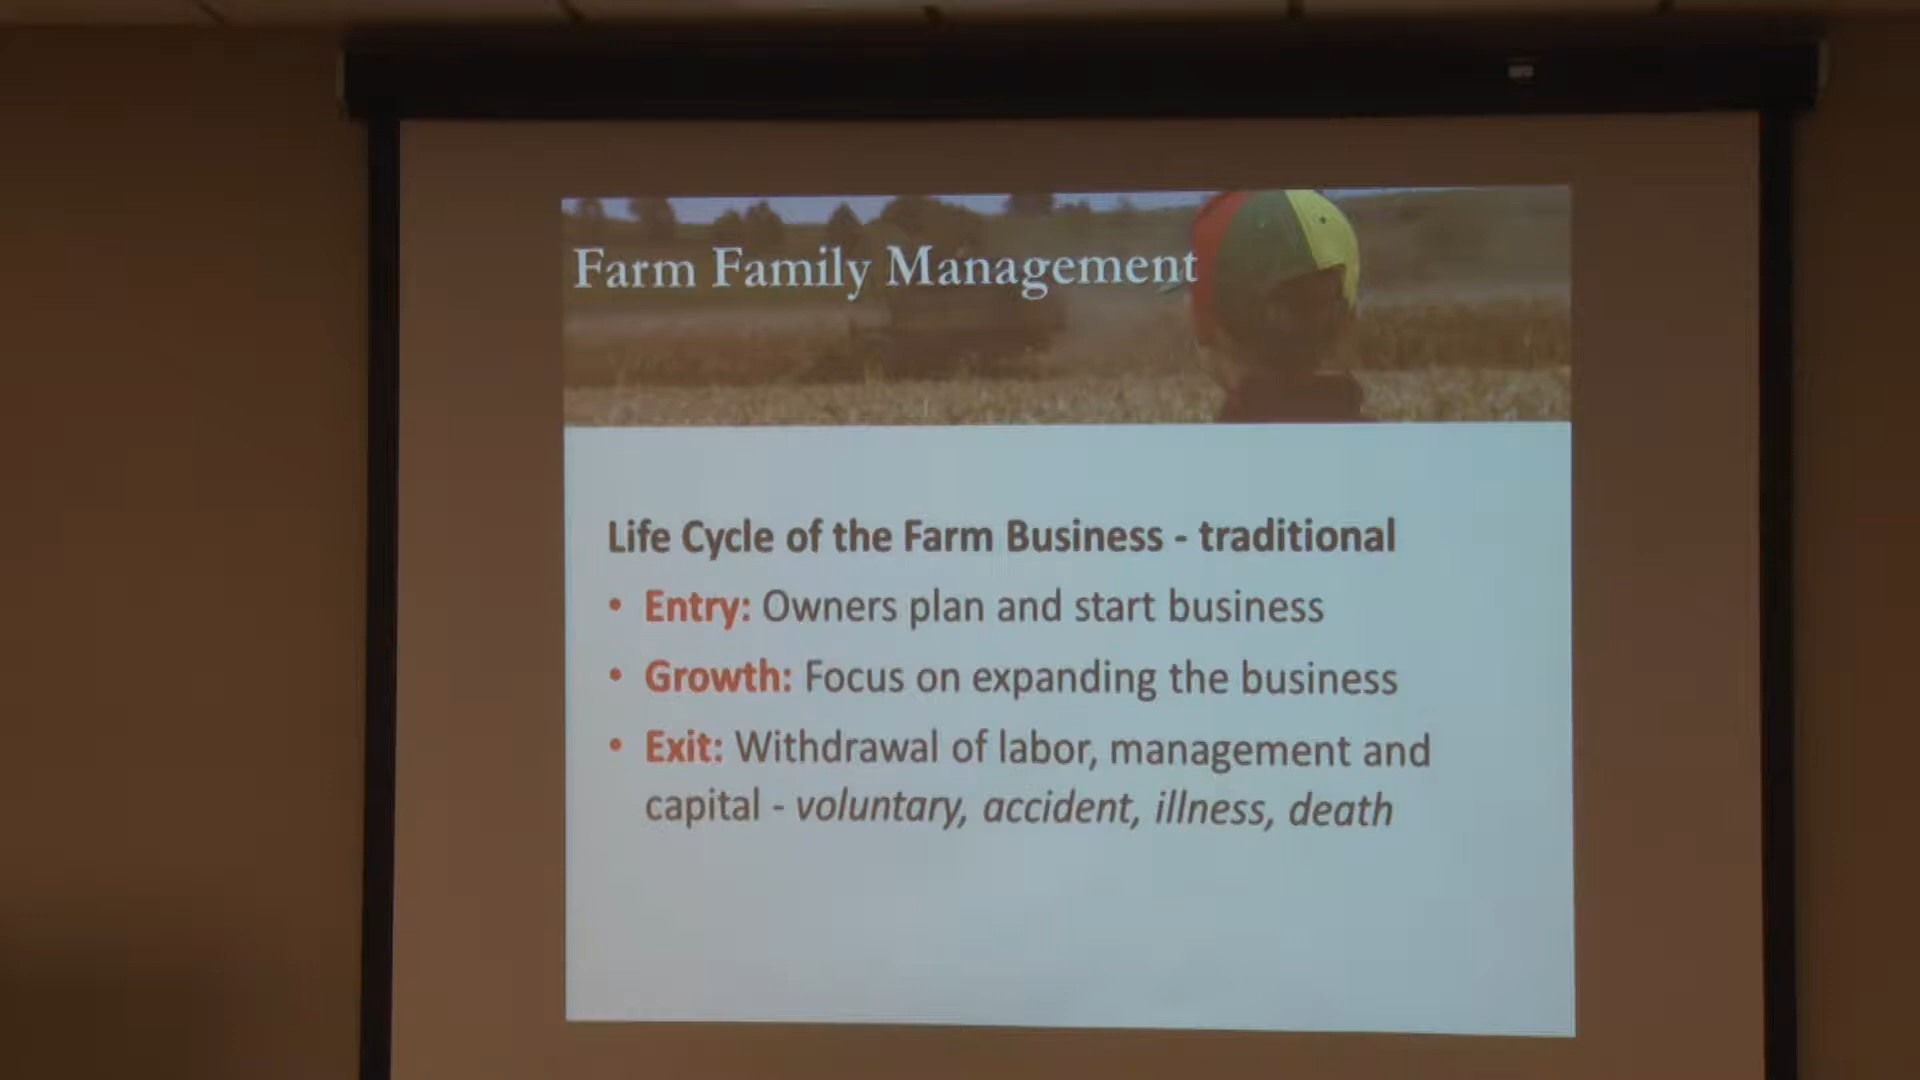 Farm Family Management
Life Cycle of the Farm Business - traditional
• Entry: Owners plan and start business
• Growth: Focus on expanding the business
• Exit: Withdrawal of labor, management and
capital - voluntary, accident, illness, death